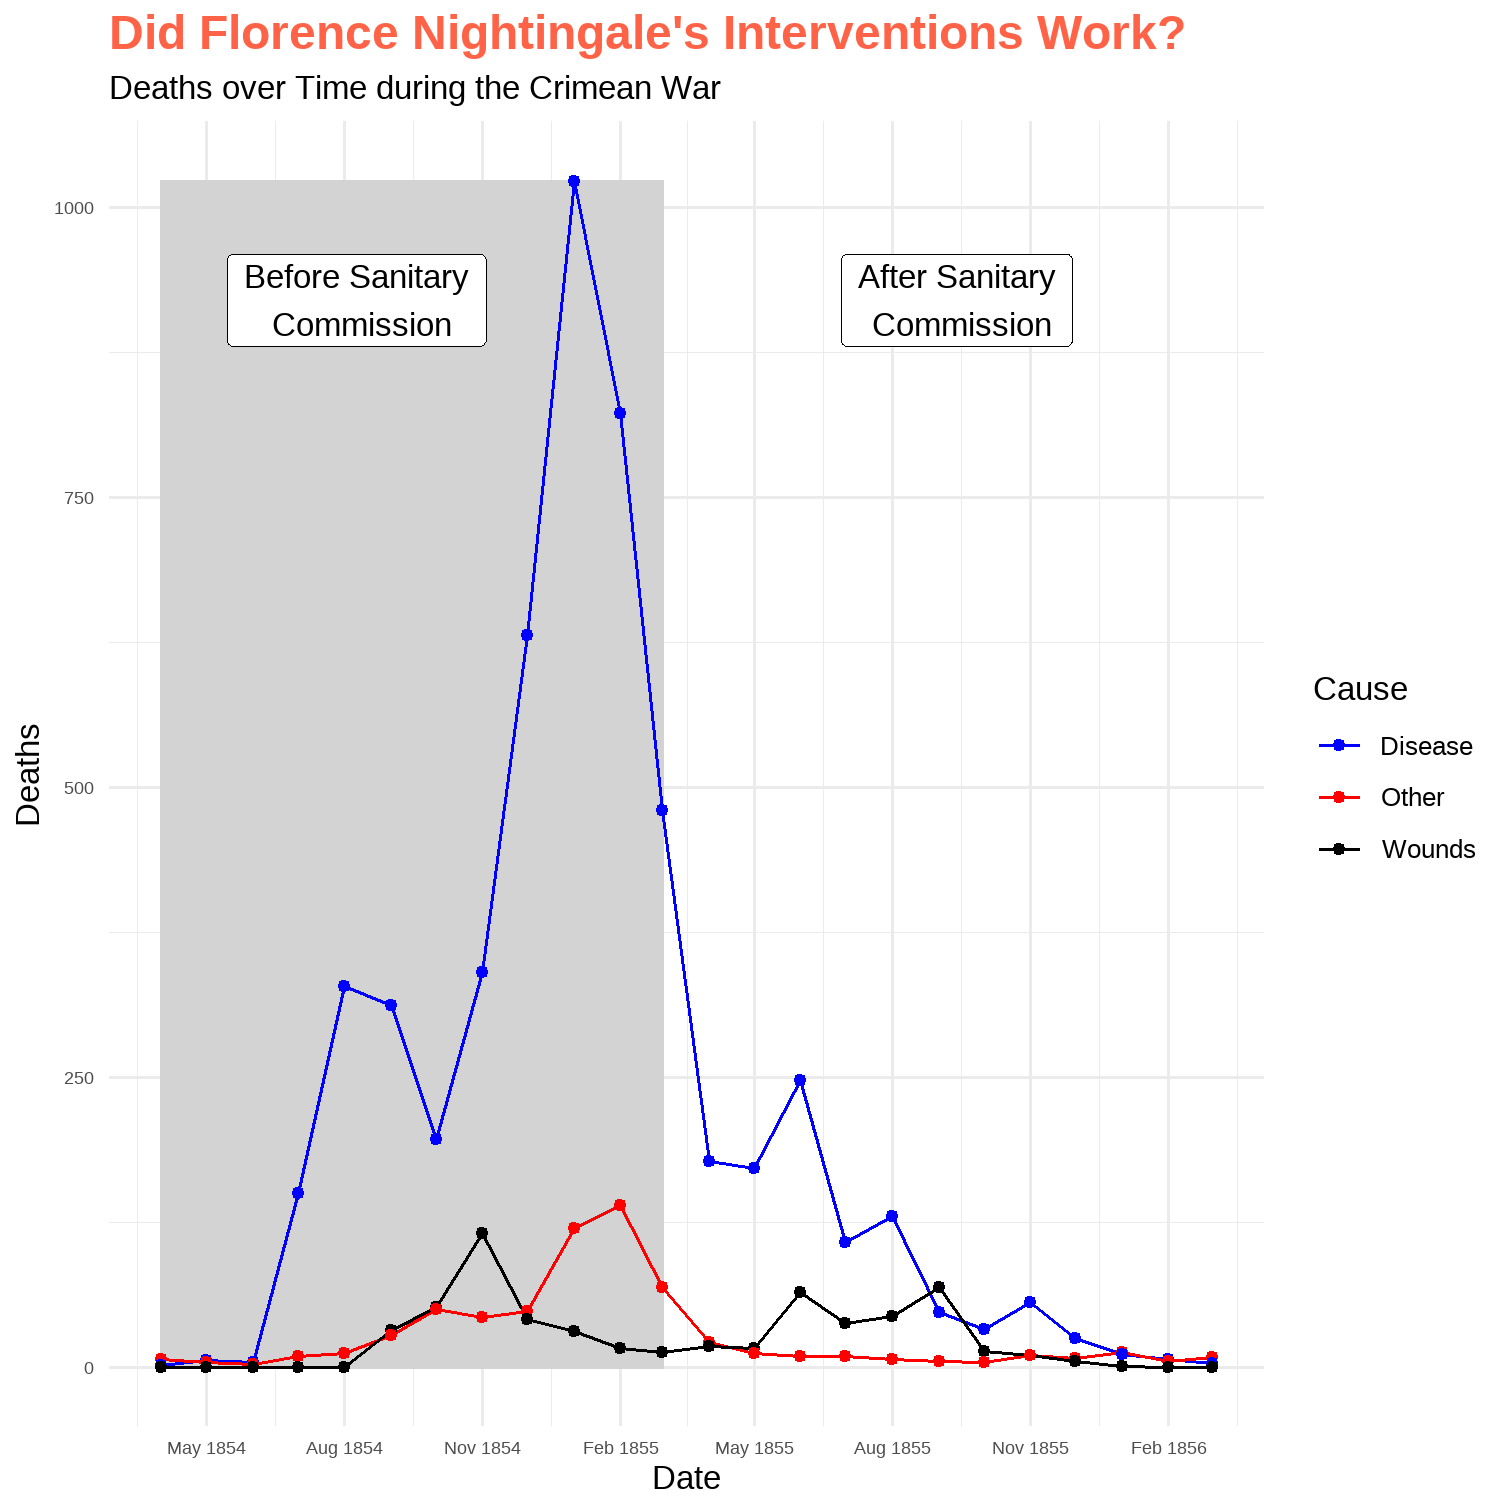 Did Florence Nightingale's Interventions Work?
Deaths over Time during the Crimean War
Before Sanitary
Commission
After Sanitary
Commission
1000
750
500
250
0
Deaths
May 1854
Aug 1854
Nov 1854
Feb 1855
May 1855
Aug 1855
Nov 1855
Feb 1856
Date
Cause
Disease
Other
Wounds